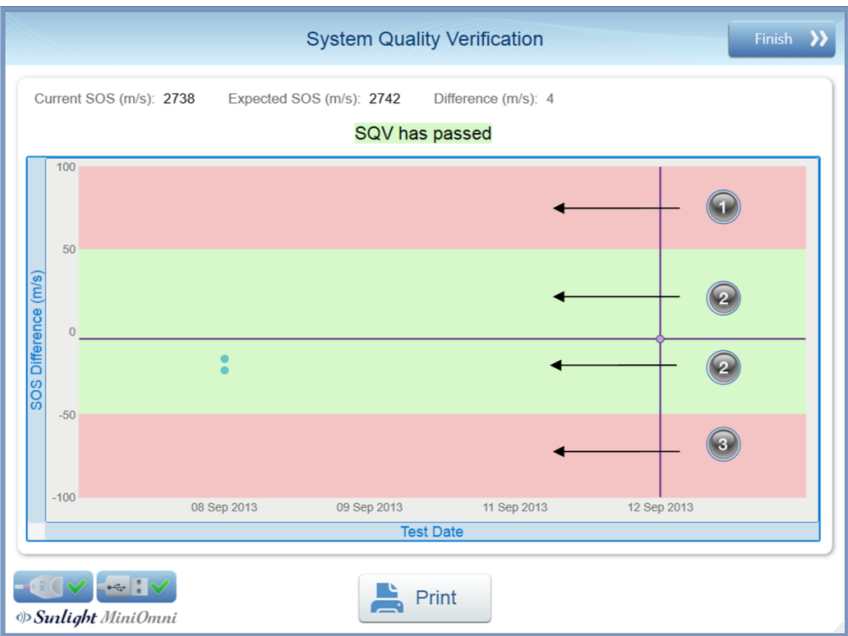 System Quality Verification
Finish
Current SOS (m/s): 2738 Expected SOS (m/s): 2742 Difference (m/s): 4
SQV has passed
100
1
50
2
SOS Difference (m/s)
0
2
-50
3
-100
08 Sep 2013 09 Sep 2013 11 Sep 2013 12 Sep 2013
Test Date
Sunlight MiniOmni
Print